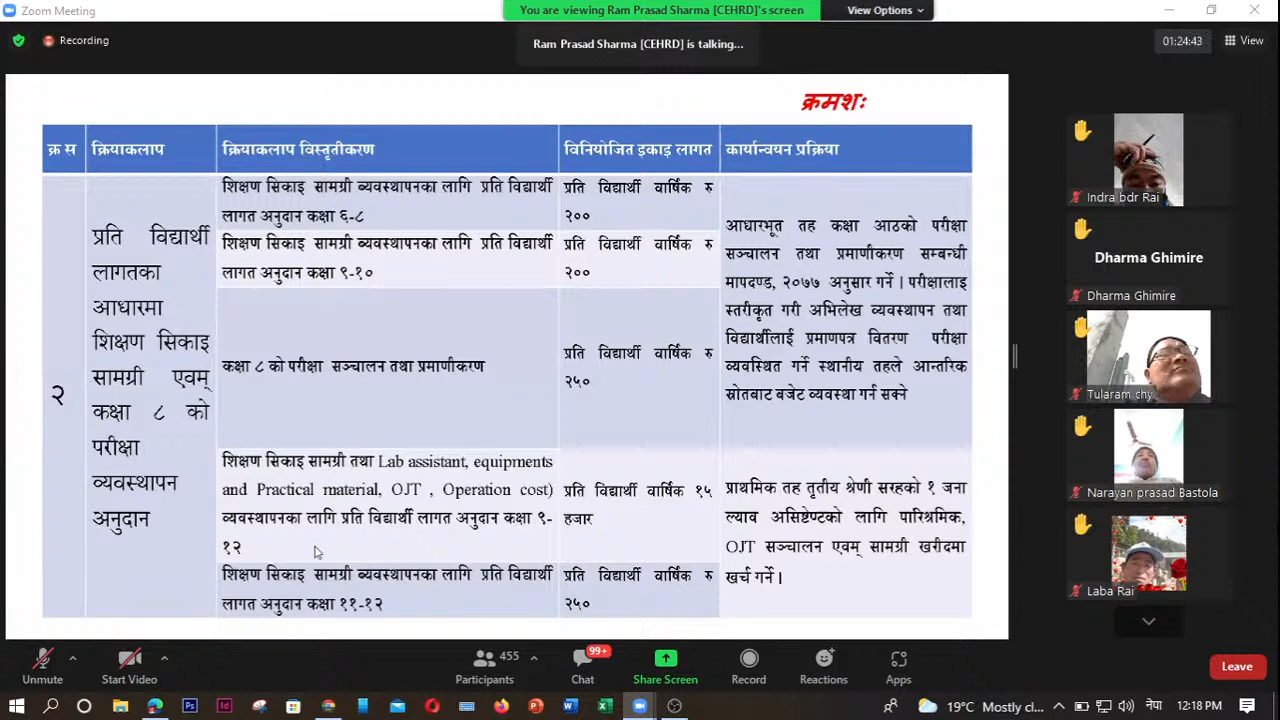 Zoom Meeting
You are viewing Ram Prasad Sharma [CEHRD]'s screen
View Options
Recording
Ram Prasad Sharma [CEHRD] is talking...
01:24:43
View
क्रमशः
क्र स
क्रियाकलाप
क्रियाकलाप विस्तृतीकरण
विनियोजित इकाइ लागत
कार्यान्वयन प्रक्रिया
२
प्रति विद्यार्थी
लागतका
आधारमा
शिक्षण सिकाइ
सामग्री एवम्
कक्षा ८ को
परीक्षा
व्यवस्थापन
अनुदान
शिक्षण सिकाइ सामग्री ब्यवस्थापनका लागि प्रति विद्यार्थी
लागत अनुदान कक्षा ६-८
प्रति विद्यार्थी वार्षिक रु
२००
शिक्षण सिकाइ सामग्री ब्यवस्थापनका लागि प्रति विद्यार्थी
लागत अनुदान कक्षा ९-१०
प्रति विद्यार्थी वार्षिक रु
२००
कक्षा ८ को परीक्षा सञ्चालन तथा प्रमाणीकरण
प्रति विद्यार्थी वार्षिक रु
२५०
आधारभूत तह कक्षा आठको परीक्षा
सञ्चालन तथा प्रमाणीकरण सम्बन्धी
मापदण्ड, २०७७ अनुसार गर्ने । परीक्षालाइ
स्तरीकृत गरी अभिलेख व्यवस्थापन तथा
विद्यार्थीलाई प्रमाणपत्र वितरण परीक्षा
व्यवस्थित गर्ने स्थानीय तहले आन्तरिक
स्रोतबाट बजेट व्यवस्था गर्न सक्ने
शिक्षण सिकाइ सामग्री तथा Lab assistant, equipments
and Practical material, OJT , Operation cost)
व्यवस्थापनका लागि प्रति विद्यार्थी लागत अनुदान कक्षा ९-
१२
प्रति विद्यार्थी वार्षिक १५
हजार
शिक्षण सिकाइ सामग्री ब्यवस्थापनका लागि प्रति विद्यार्थी
लागत अनुदान कक्षा ११-१२
प्रति विद्यार्थी वार्षिक रु
२५०
प्राथमिक तह तृतीय श्रेणी सरहको १ जना
ल्याव असिष्टेण्टको लागि पारिश्रमिक,
OJT सञ्चालन एवम् सामग्री खरीदमा
खर्च गर्ने ।
Indra bdr Rai
Dharma Ghimire
Dharma Ghimire
Tularam chy
Narayan prasad Bastola
Laba Rai
Unmute
Start Video
455
Participants
99+
Chat
Share Screen
Record
Reactions
Apps
Leave
19°C Mostly cl...
नेपा
12:18 PM